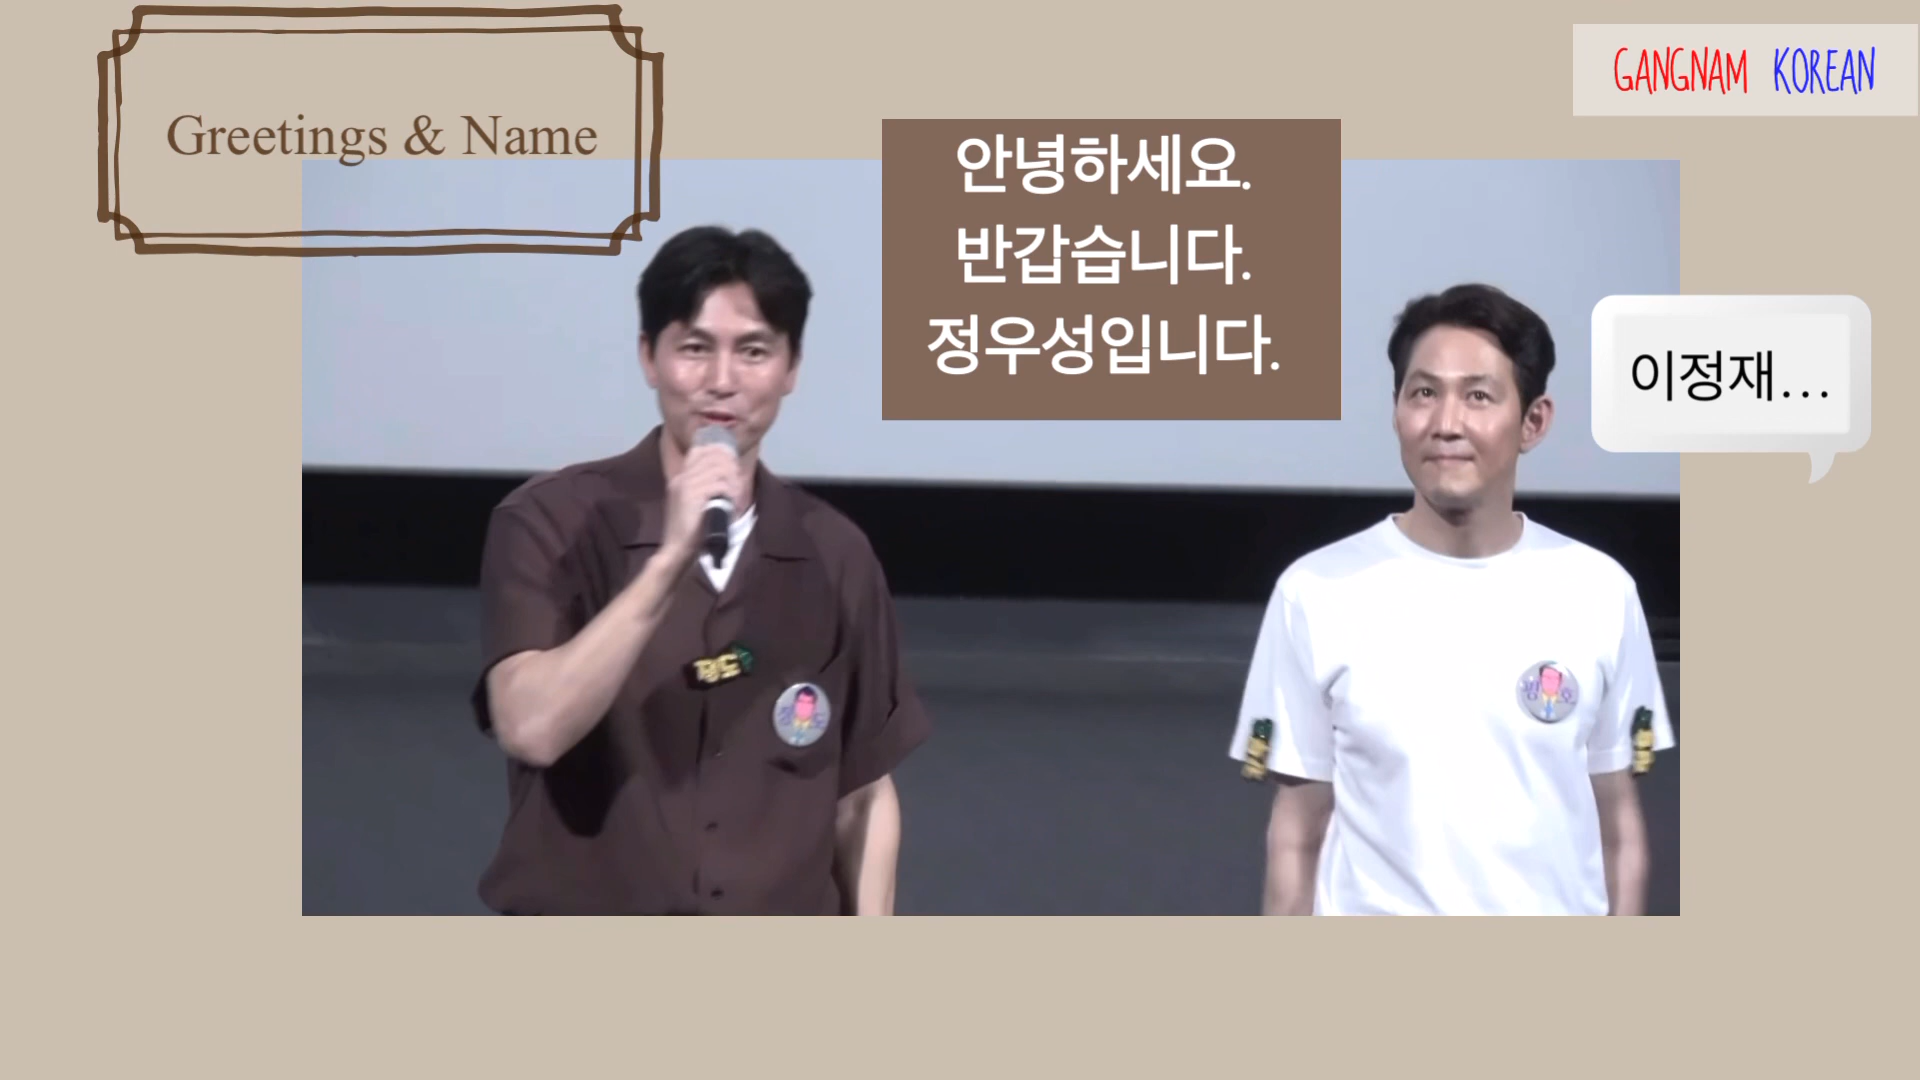 Greetings & Name
GANGNAM KOREAN
안녕하세요.
반갑습니다.
정우성입니다.
이정재...